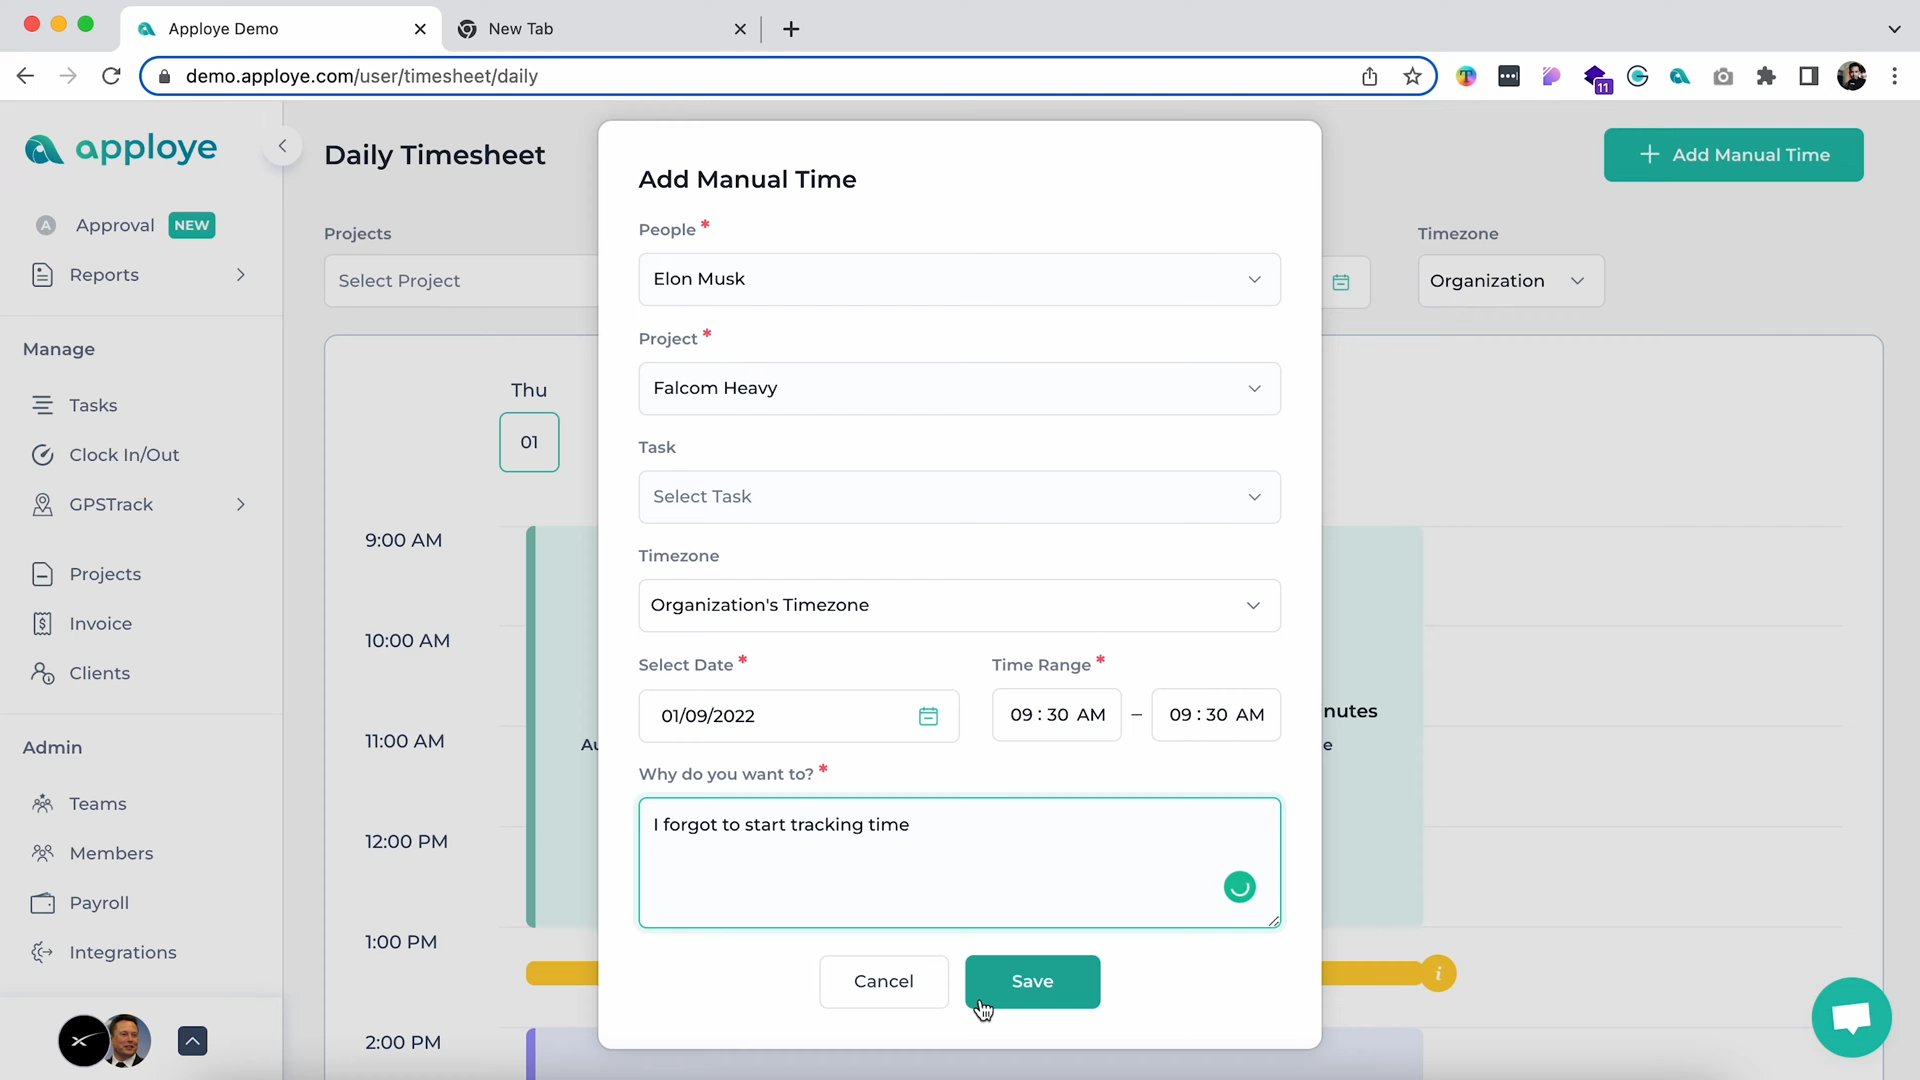 Apploye Demo
New Tab
demo.apploye.com/user/timesheet/daily
11
apploye
A Approval NEW
Reports
Manage
Tasks
Clock In/Out
GPSTrack
Projects
Invoice
Clients
Admin
Teams
Members
Payroll
Integrations
Daily Timesheet
+ Add Manual Time
Projects
Select Project
Timezone
Organization
Thu
01
9:00 AM
10:00 AM
11:00 AM
12:00 PM
1:00 PM
2:00 PM
Add Manual Time
People *
Elon Musk
Project *
Falcom Heavy
Task
Select Task
Timezone
Organization's Timezone
Select Date *
01/09/2022
Time Range *
09 : 30 AM – 09 : 30 AM
Why do you want to? *
I forgot to start tracking time
Cancel
Save
nutes
i